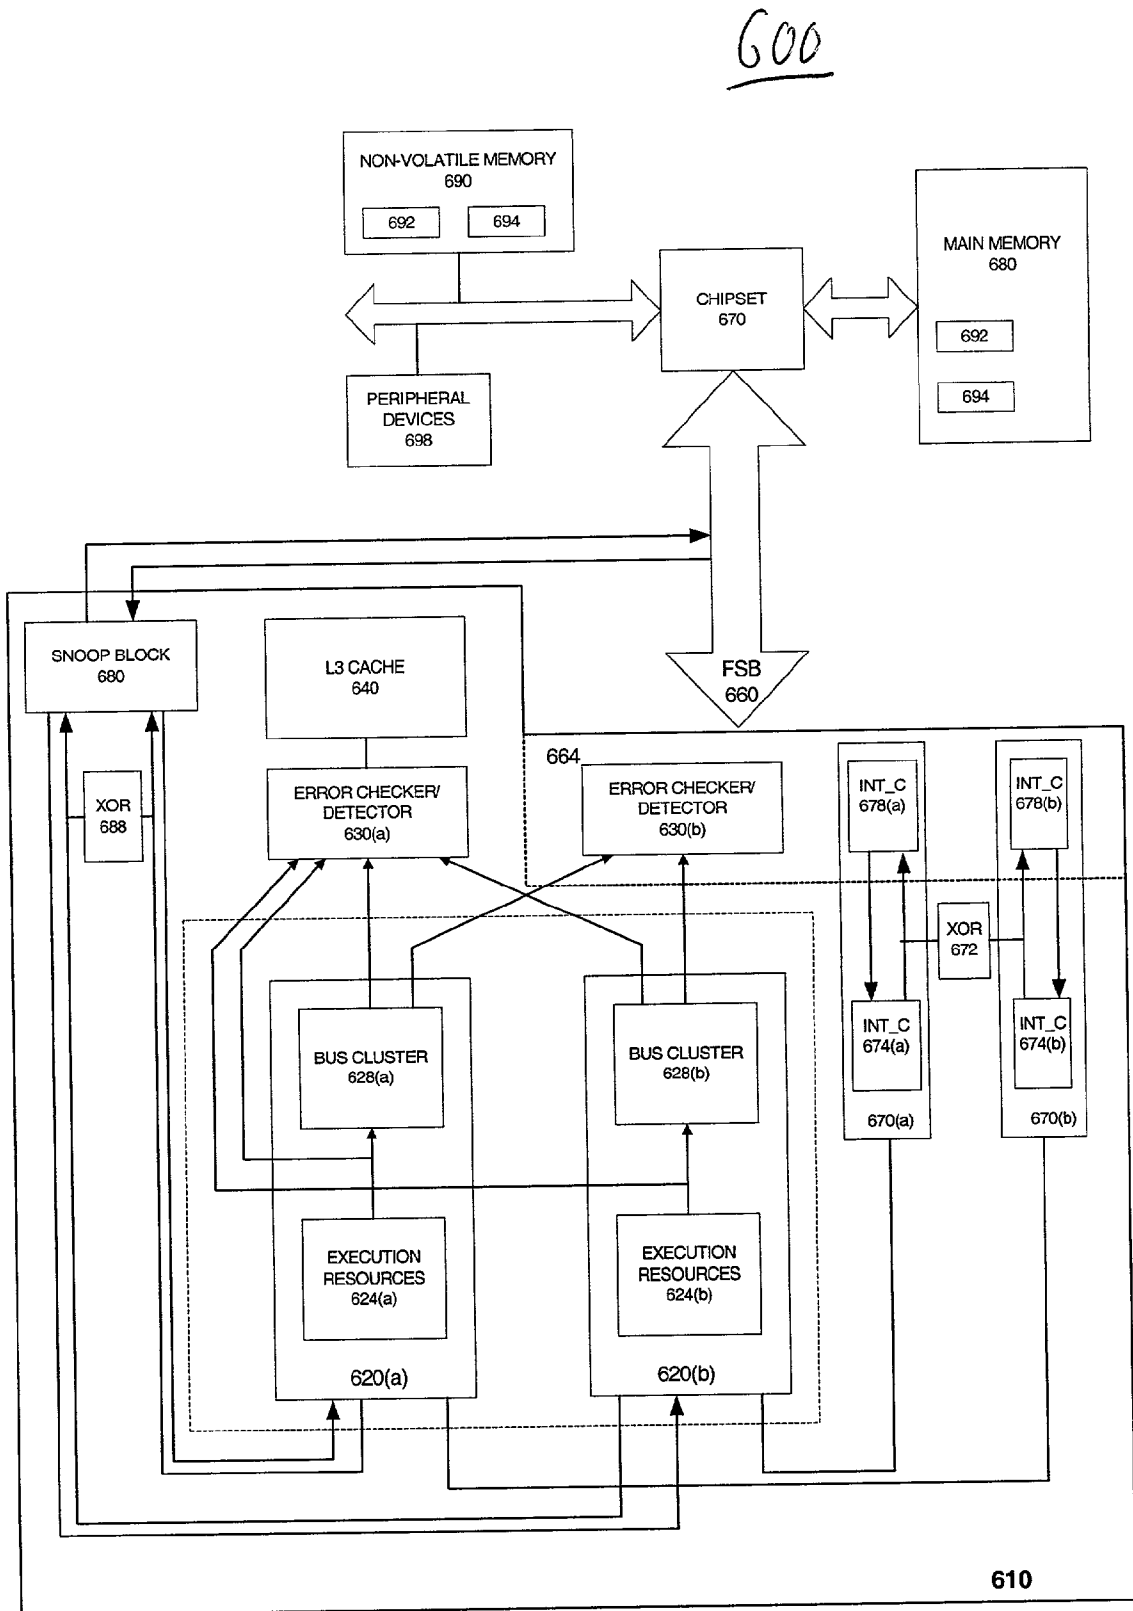 600
NON-VOLATILE MEMORY
690
692
694
MAIN MEMORY
680
692
694
CHIPSET
670
PERIPHERAL
DEVICES
698
SNOOP BLOCK
680
L3 CACHE
640
FSB
660
664
XOR
688
ERROR CHECKER/
DETECTOR
630(a)
ERROR CHECKER/
DETECTOR
630(b)
INT_C
678(a)
INT_C
678(b)
XOR
672
BUS CLUSTER
628(a)
BUS CLUSTER
628(b)
INT_C
674(a)
INT_C
674(b)
670(a)
670(b)
EXECUTION
RESOURCES
624(a)
EXECUTION
RESOURCES
624(b)
620(a)
620(b)
610